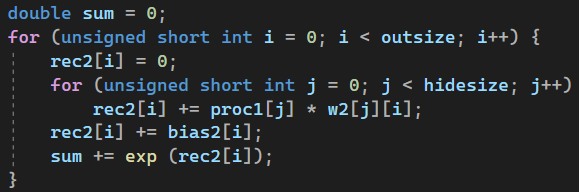 double sum = 0;
for (unsigned short int i = 0; i < outsize; i++) {
    rec2[i] = 0;
    for (unsigned short int j = 0; j < hidesize; j++)
        rec2[i] += proc1[j] * w2[j][i];
    rec2[i] += bias2[i];
    sum += exp (rec2[i]);
}